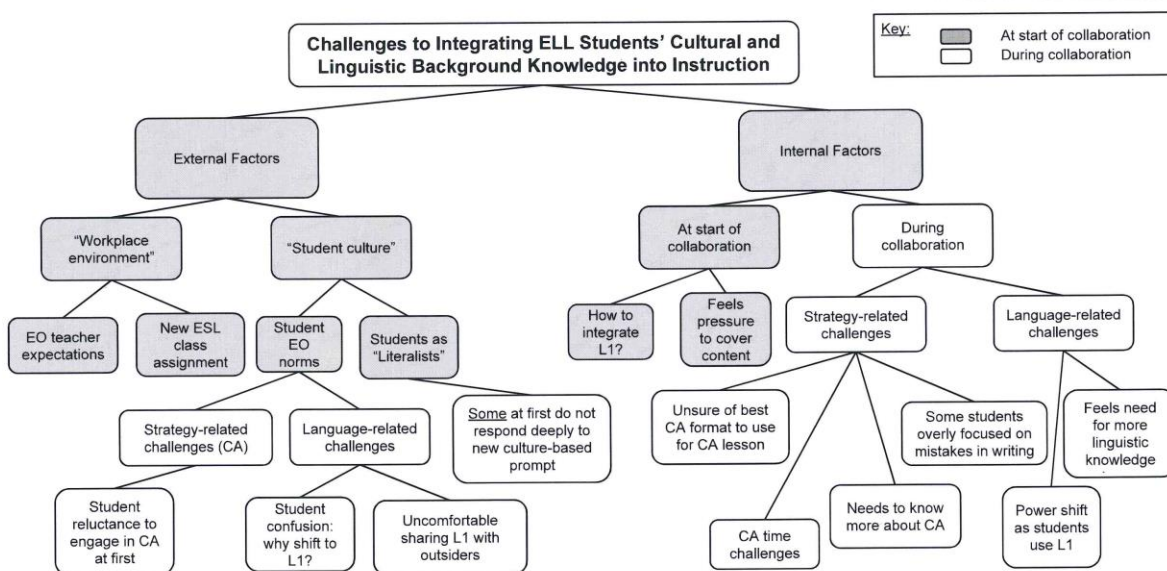 Challenges to Integrating ELL Students' Cultural and
Linguistic Background Knowledge into Instruction
Key:
At start of collaboration
During collaboration
External Factors
Internal Factors
"Workplace
environment"
"Student culture"
At start of
collaboration
During
collaboration
EO teacher
expectations
New ESL
class
assignment
Student
EO
norms
Students as
"Literalists"
How to
integrate
L1?
Feels
pressure
to cover
content
Strategy-related
challenges
Language-related
challenges
Strategy-related
challenges (CA)
Language-related
challenges
Some at first do not
respond deeply to
new culture-based
prompt
Unsure of best
CA format to use
for CA lesson
Some students
overly focused on
mistakes in writing
Feels need
for more
linguistic
knowledge
Student
reluctance to
engage in CA
at first
Student
confusion:
why shift to
L1?
Uncomfortable
sharing L1 with
outsiders
CA time
challenges
Needs to know
more about CA
Power shift
as students
use L1